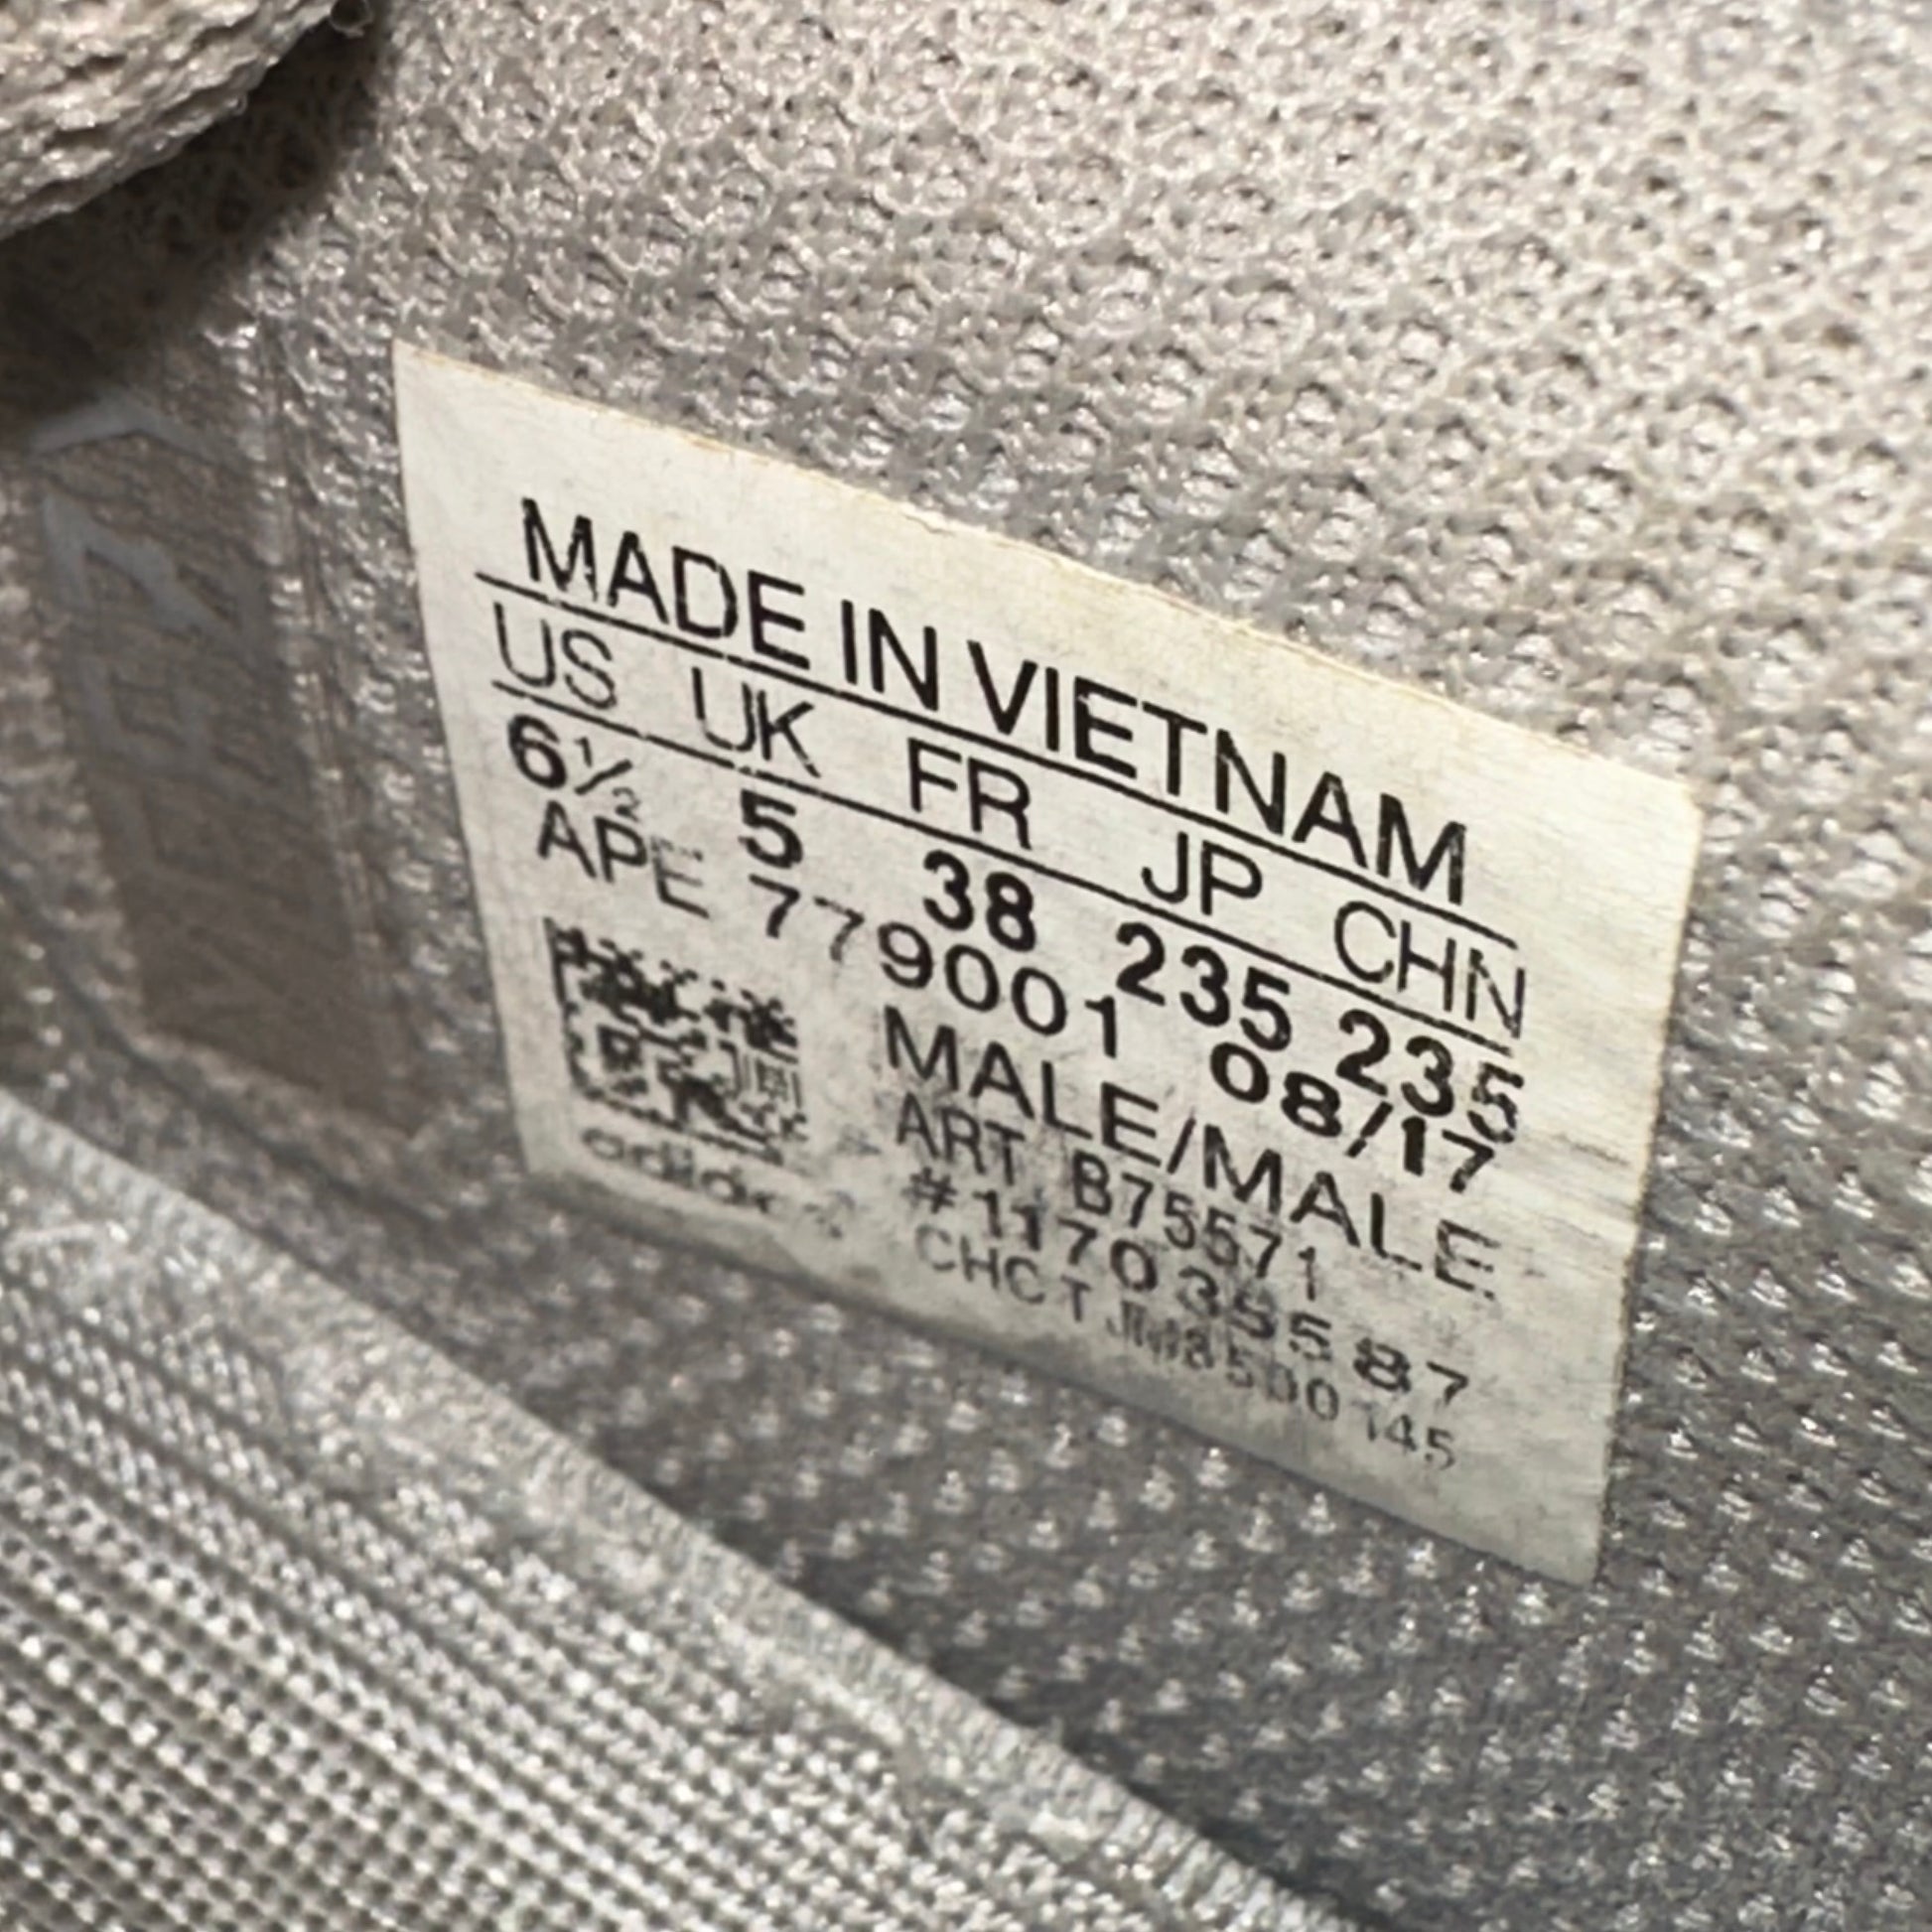 MADE IN VIETNAM
US UK FR JP CHN
6½ 5 38 235 235
APE 779001 08/17
MALE/MALE
ART B75571
adidas